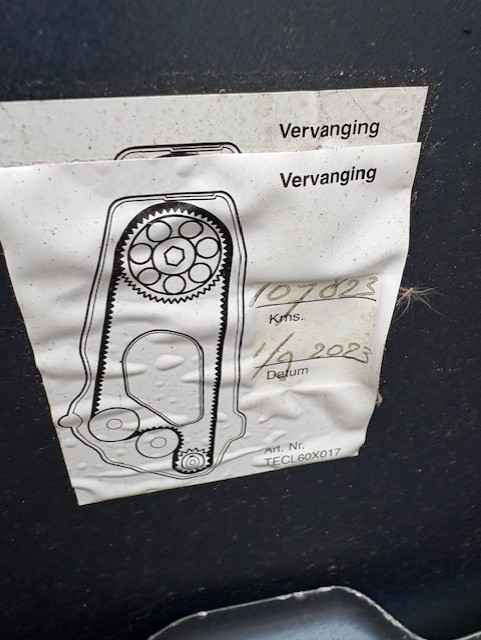 Vervanging
Vervanging
107823
Kms.
1/9 2023
Datum
Art. Nr.
TECL60X017